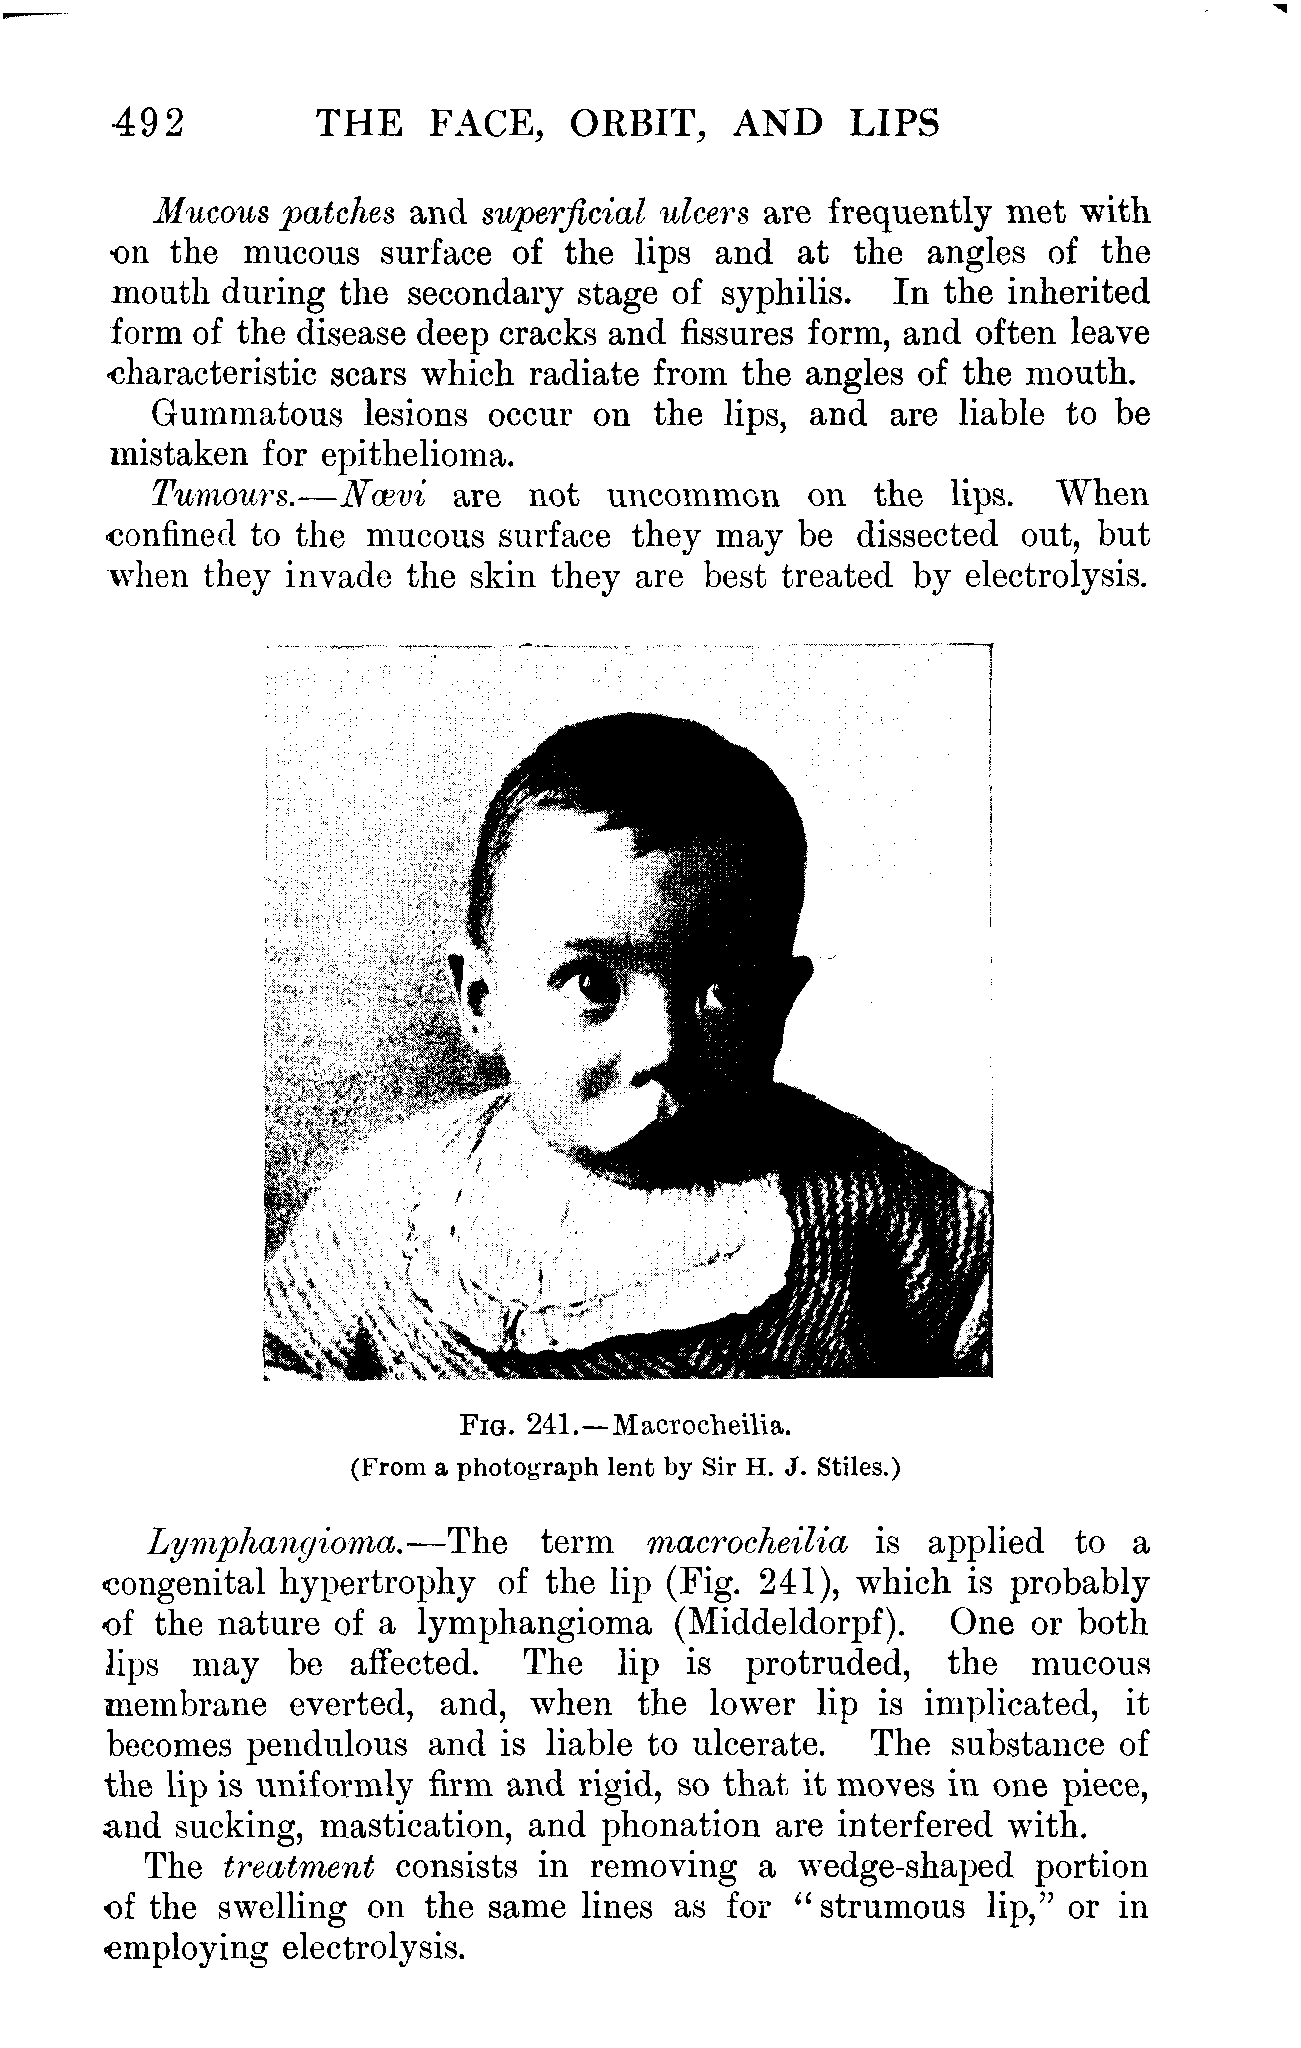 492 THE FACE, ORBIT, AND LIPS
Mucous patches and superficial ulcers are frequently met with
on the mucous surface of the lips and at the angles of the
mouth during the secondary stage of syphilis. In the inherited
form of the disease deep cracks and fissures form, and often leave
characteristic scars which radiate from the angles of the mouth.
Gummatous lesions occur on the lips, and are liable to be
mistaken for epithelioma.
Tumours.—Nævi are not uncommon on the lips. When
confined to the mucous surface they may be dissected out, but
when they invade the skin they are best treated by electrolysis.
FIG. 241.—Macrocheilia.
(From a photograph lent by Sir H. J. Stiles.)
Lymphangioma.—The term macrocheilia is applied to a
congenital hypertrophy of the lip (Fig. 241), which is probably
of the nature of a lymphangioma (Middeldorpf). One or both
lips may be affected. The lip is protruded, the mucous
membrane everted, and, when the lower lip is implicated, it
becomes pendulous and is liable to ulcerate. The substance of
the lip is uniformly firm and rigid, so that it moves in one piece,
and sucking, mastication, and phonation are interfered with.
The treatment consists in removing a wedge-shaped portion
of the swelling on the same lines as for "strumous lip," or in
employing electrolysis.